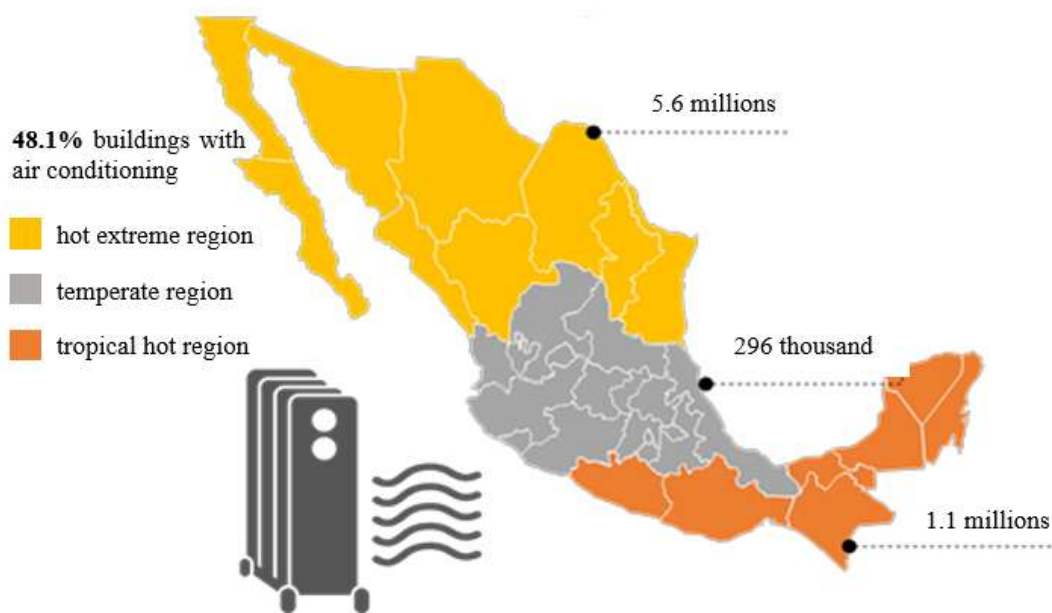 5.6 millions
48.1% buildings with
air conditioning
hot extreme region
temperate region
tropical hot region
296 thousand
1.1 millions